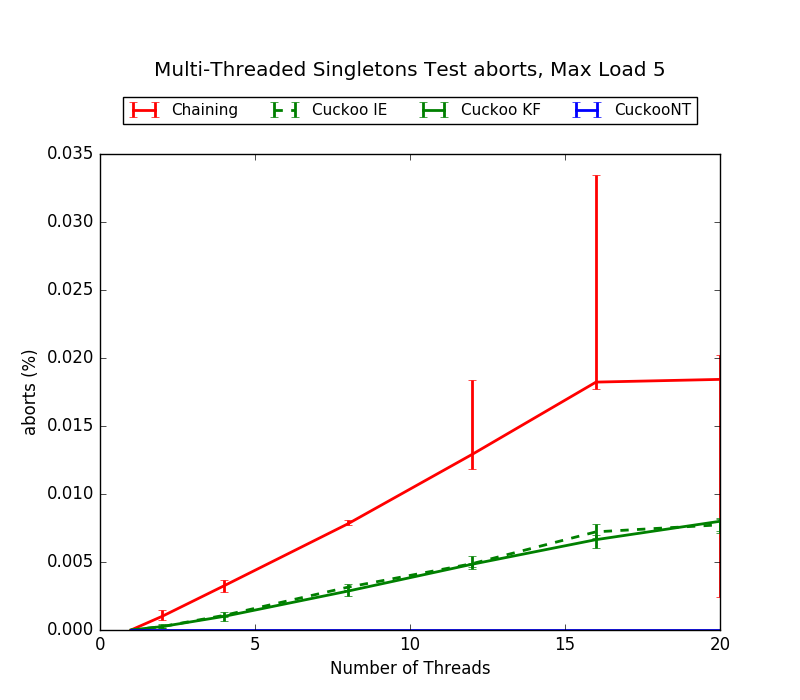 Multi-Threaded Singletons Test aborts, Max Load 5
Chaining Cuckoo IE Cuckoo KF CuckooNT
0.035
0.030
0.025
0.020
0.015
0.010
0.005
0.000
aborts (%)
0 5 10 15 20
Number of Threads